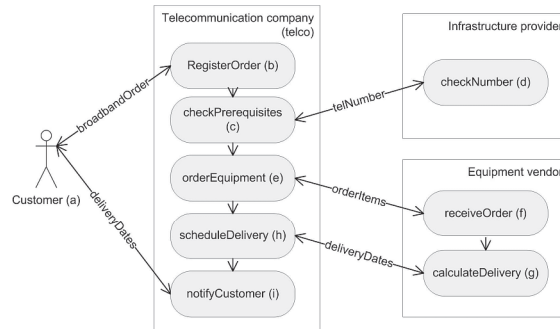 Telecommunication company
(telco)
Infrastructure provider
RegisterOrder (b)
checkNumber (d)
broadbandOrder
telNumber
checkPrerequisites
(c)
Equipment vendor
orderEquipment (e)
Customer (a)
orderItems
receiveOrder (f)
deliveryDates
scheduleDelivery (h)
deliveryDates
calculateDelivery (g)
notifyCustomer (i)